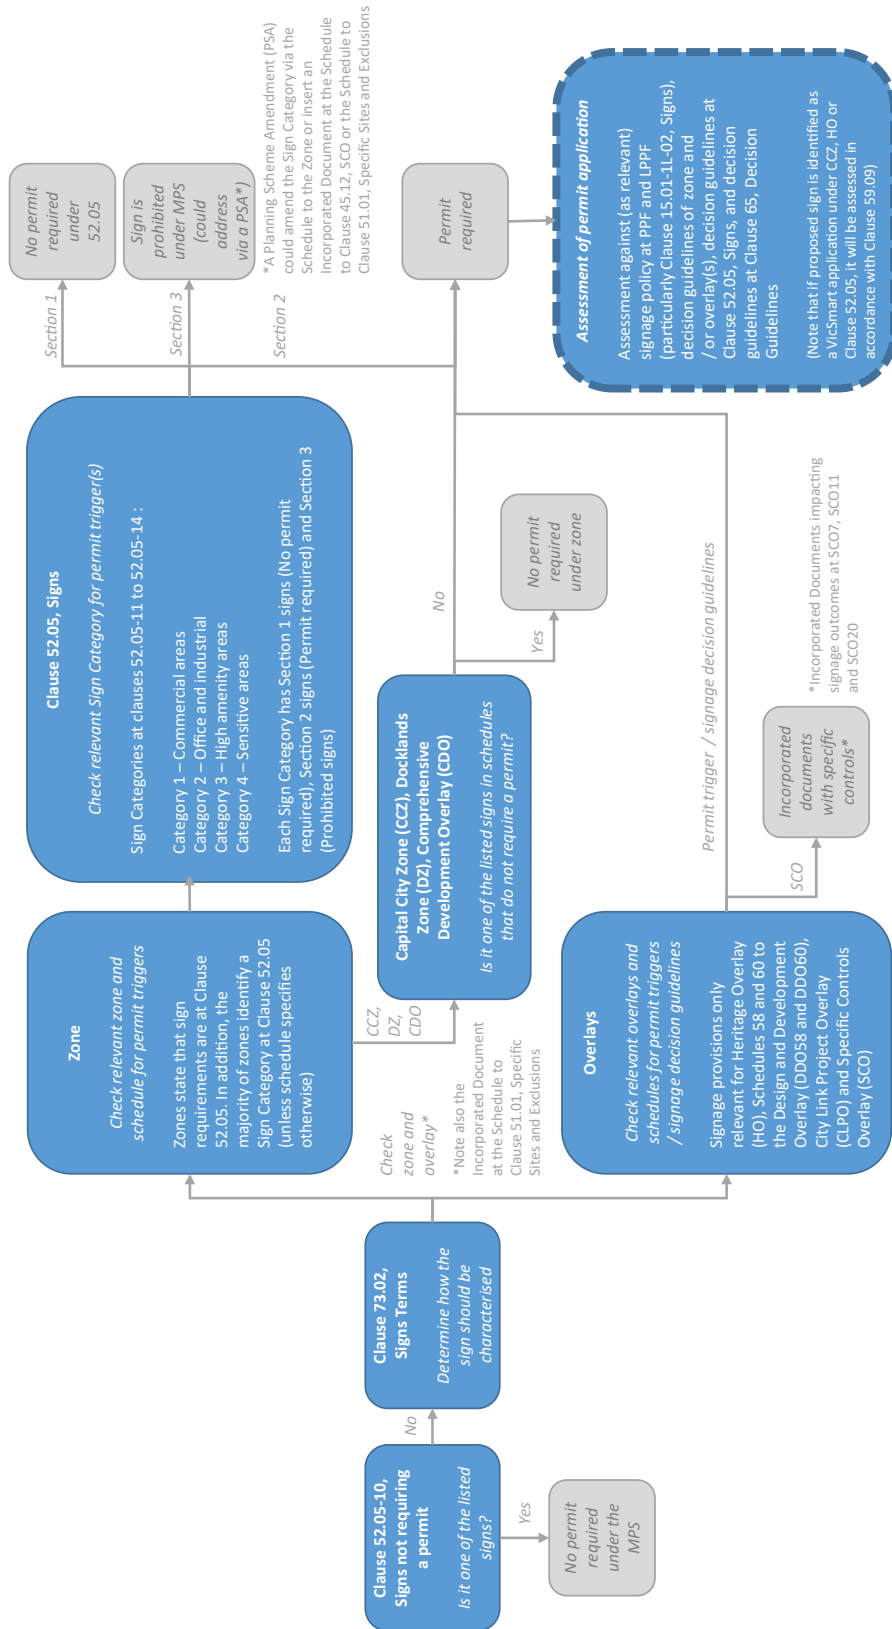 Clause 52.05-10,
Signs not requiring
a permit
Is it one of the listed
signs?
Yes
No permit
required
under the
MPS
No
Clause 73.02,
Signs Terms
Determine how the
sign should be
characterised
Check
zone and
overlay*
*Note also the
Incorporated Document
at the Schedule to
Clause 51.01, Specific
Sites and Exclusions
Zone
Check relevant zone and
schedule for permit triggers
Zones state that sign
requirements are at Clause
52.05. In addition, the
majority of zones identify a
Sign Category at Clause 52.05
(unless schedule specifies
otherwise)
CCZ,
DZ,
CDO
Clause 52.05, Signs
Check relevant Sign Category for permit trigger(s)
Sign Categories at clauses 52.05-11 to 52.05-14 :
Category 1 – Commercial areas
Category 2 – Office and industrial
Category 3 – High amenity areas
Category 4 – Sensitive areas
Each Sign Category has Section 1 signs (No permit
required), Section 2 signs (Permit required) and Section 3
(Prohibited signs)
Section 1
No permit
required
under
52.05
Section 3
Sign is
prohibited
under MPS
(could
address
via a PSA*)
Section 2
*A Planning Scheme Amendment (PSA)
could amend the Sign Category via the
Schedule to the Zone or insert an
Incorporated Document at the Schedule
to Clause 45.12, SCO or the Schedule to
Clause 51.01, Specific Sites and Exclusions
Capital City Zone (CCZ), Docklands
Zone (DZ), Comprehensive
Development Overlay (CDO)
Is it one of the listed signs in schedules
that do not require a permit?
No
Yes
No permit
required
under zone
Permit
required
Overlays
Check relevant overlays and
schedules for permit triggers
/ signage decision guidelines
Signage provisions only
relevant for Heritage Overlay
(HO), Schedules 58 and 60 to
the Design and Development
Overlay (DDO58 and DDO60),
City Link Project Overlay
(CLPO) and Specific Controls
Overlay (SCO)
Permit trigger / signage decision guidelines
SCO
Incorporated
documents
with specific
controls*
*Incorporated Documents impacting
signage outcomes at SCO7, SCO11
and SCO20
Assessment of permit application
Assessment against (as relevant)
signage policy at PPF and LPPF
(particularly Clause 15.01-1L-02, Signs),
decision guidelines of zone and
/ or overlay(s), decision guidelines at
Clause 52.05, Signs, and decision
guidelines at Clause 65, Decision
Guidelines
(Note that if proposed sign is identified as
a VicSmart application under CCZ, HO or
Clause 52.05, it will be assessed in
accordance with Clause 59.09)